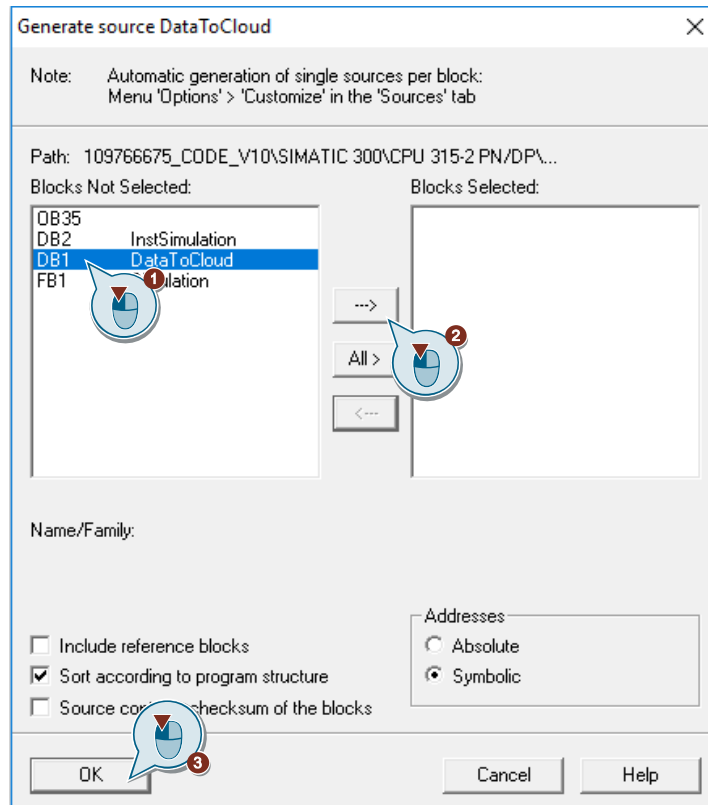 Generate source DataToCloud
Note: Automatic generation of single sources per block:
Menu 'Options' > 'Customize' in the 'Sources' tab
Path: 109766675_CODE_V10\SIMATIC 300\CPU 315-2 PN/DP\...
Blocks Not Selected: Blocks Selected:
OB35
DB2 InstSimulation
DB1 DataToCloud
FB1 ulation
1
--->
2
All >
<---
Name/Family:
Addresses
Include reference blocks
Absolute
Sort according to program structure
Symbolic
Source checksum of the blocks
3
OK Cancel Help